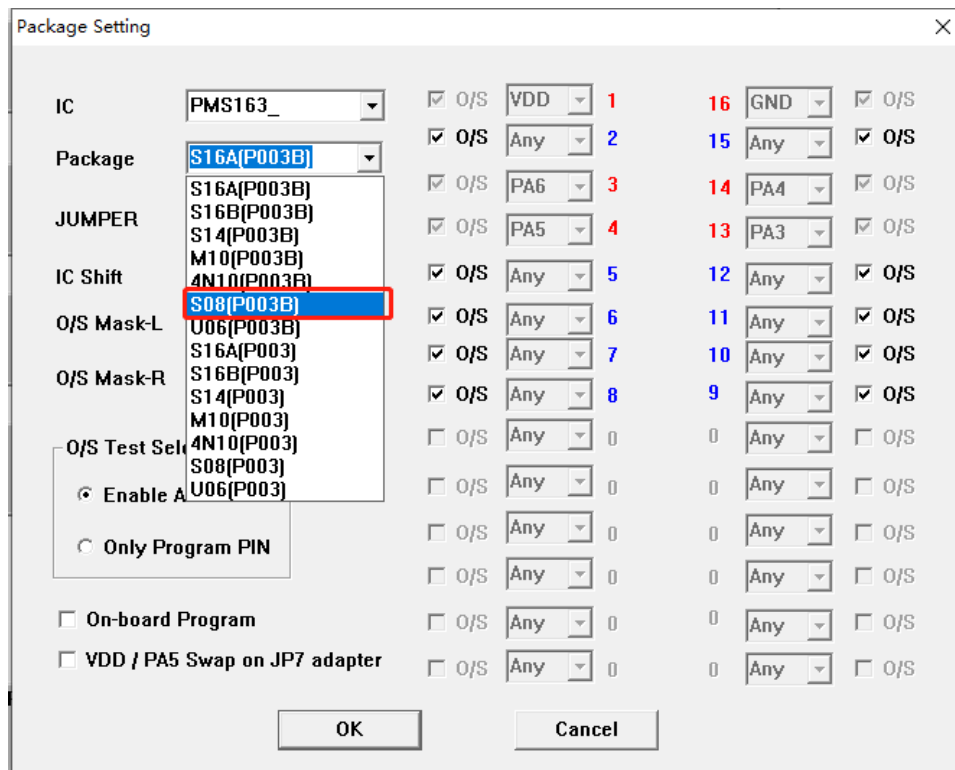 Package Setting
IC PMS163_ O/S VDD 1 16 GND O/S
O/S Any 2 15 Any O/S
Package S16A(P003B)
S16A(P003B) O/S PA6 3 14 PA4 O/S
S16B(P003B)
JUMPER S14(P003B) O/S PA5 4 13 PA3 O/S
M10(P003B)
IC Shift 4N10(P003B) O/S Any 5 12 Any O/S
S08(P003B)
O/S Mask-L U06(P003B) O/S Any 6 11 Any O/S
S16A(P003) O/S Any 7 10 Any O/S
O/S Mask-R S16B(P003)
S14(P003) O/S Any 8 9 Any O/S
M10(P003)
O/S Test Sel 4N10(P003) O/S Any 0 0 Any O/S
S08(P003)
Enable A U06(P003) O/S Any 0 0 Any O/S
Only Program PIN O/S Any 0 0 Any O/S
O/S Any 0 0 Any O/S
On-board Program O/S Any 0 0 Any O/S
VDD / PA5 Swap on JP7 adapter O/S Any 0 0 Any O/S
OK Cancel